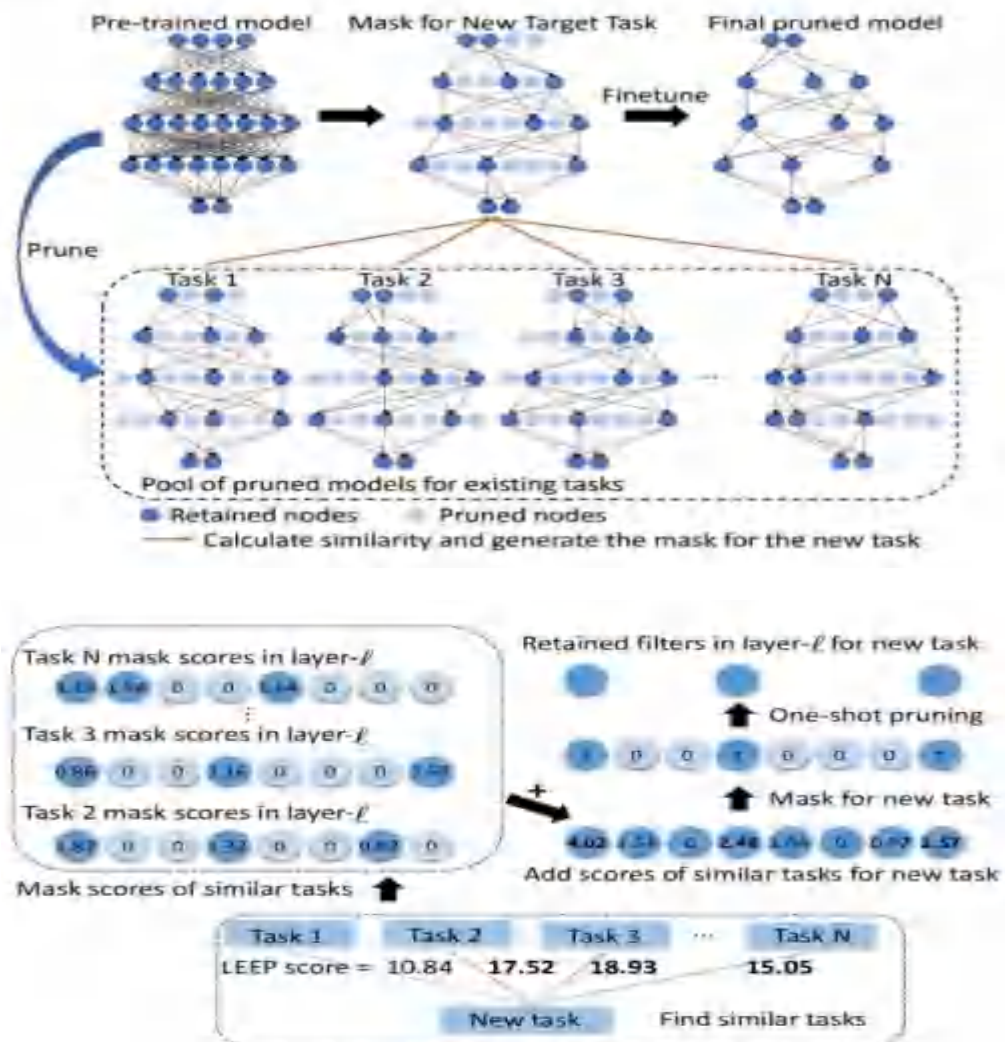 Pre-trained model
Mask for New Target Task
Final pruned model
Finetune
Prune
Task 1
Task 2
Task 3
Task N
...
Pool of pruned models for existing tasks
Retained nodes
Pruned nodes
Calculate similarity and generate the mask for the new task
Task N mask scores in layer-ℓ
0 0 0 0 0
Task 3 mask scores in layer-ℓ
0.86 0 0 1.16 0 0 0
Task 2 mask scores in layer-ℓ
1.87 0 0 1.32 0 0 0
Mask scores of similar tasks
+
Retained filters in layer-ℓ for new task
One-shot pruning
0 0 0 0 0
Mask for new task
4.02 0 2.48 0
Add scores of similar tasks for new task
Task 1
Task 2
Task 3
...
Task N
LEEP score = 10.84 17.52 18.93 15.05
New task
Find similar tasks